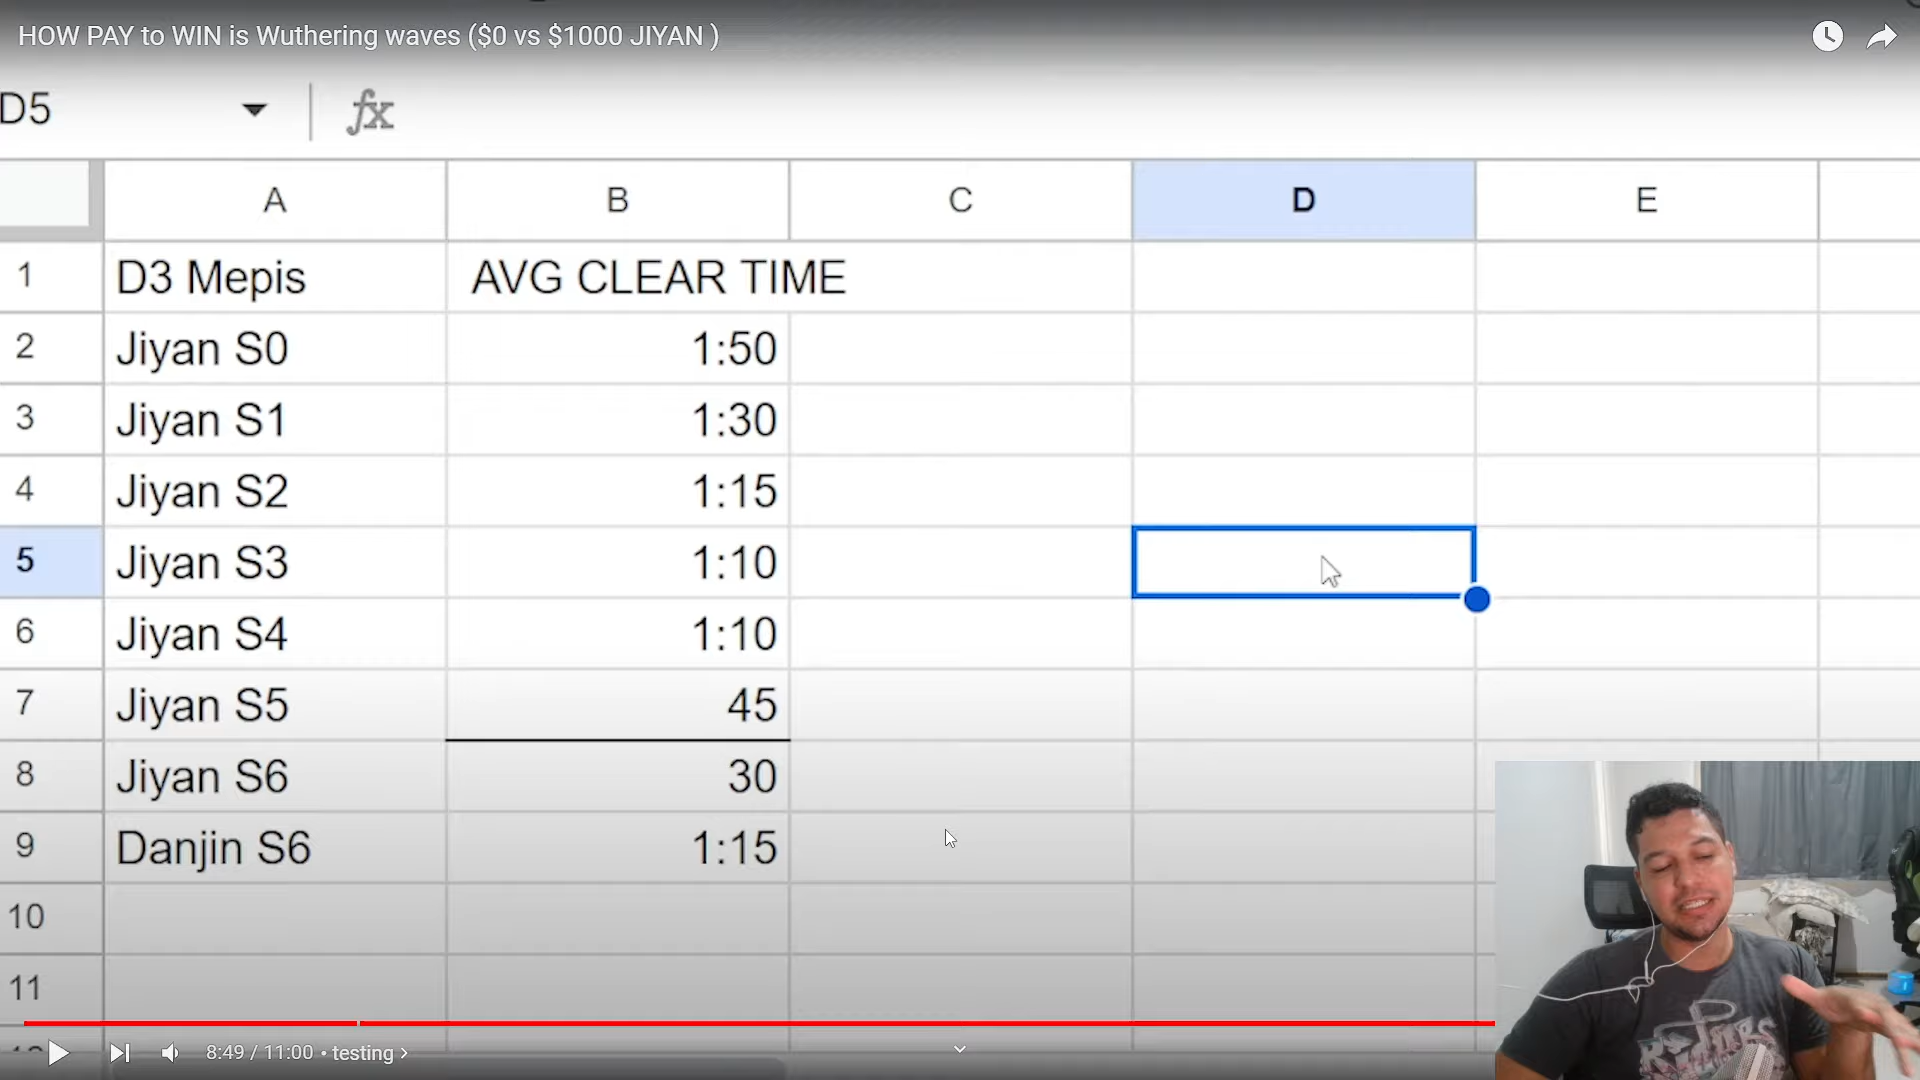 HOW PAY to WIN is Wuthering waves ($0 vs $1000 JIYAN )
D5 fx
A B C D E
1 D3 Mepis AVG CLEAR TIME
2 Jiyan S0 1:50
3 Jiyan S1 1:30
4 Jiyan S2 1:15
5 Jiyan S3 1:10
6 Jiyan S4 1:10
7 Jiyan S5 45
8 Jiyan S6 30
9 Danjin S6 1:15
10
11
8:49 / 11:00 • testing ›